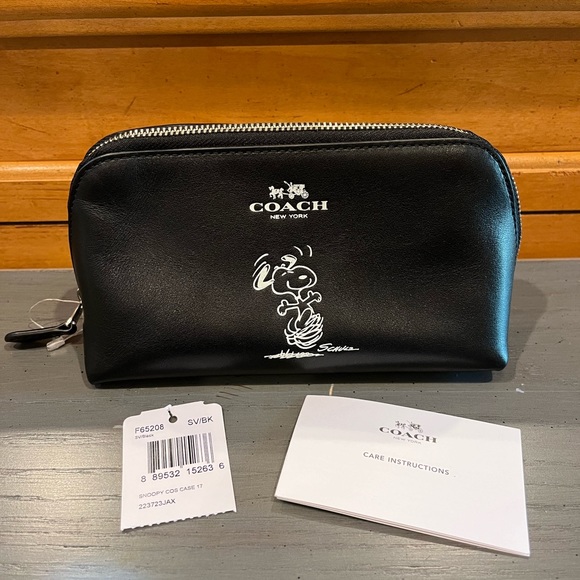 COACH
NEW YORK
SCHULZ
F65208 SV/BK
SV/Black
8 89532 15263 6
SNOOPY COS CASE 17
223723JAX
COACH
NEW YORK
CARE INSTRUCTIONS